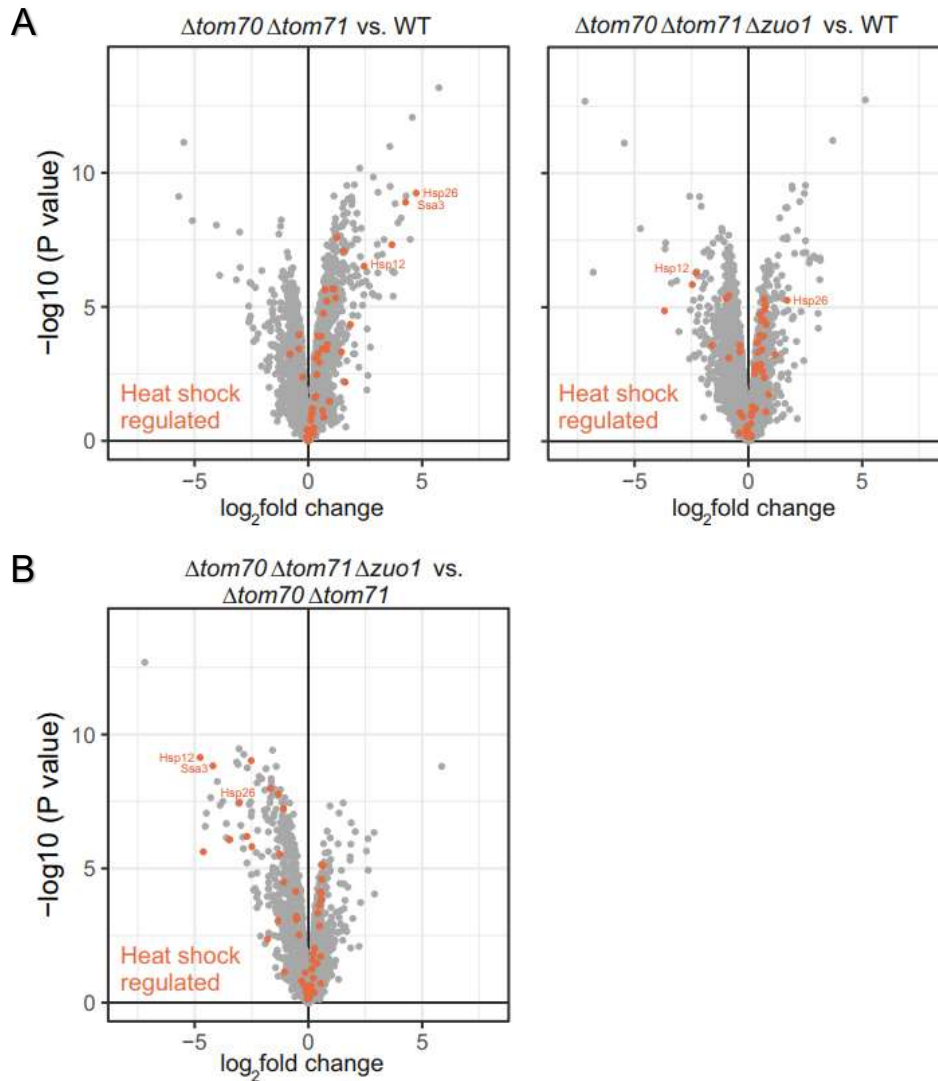 A
Δtom70 Δtom71 vs. WT
Δtom70 Δtom71 Δzuo1 vs. WT
−log10 (P value)
10
5
0
Hsp26
Ssa3
Hsp12
Heat shock
regulated
−5 0 5
log2fold change
Hsp12
Hsp26
Heat shock
regulated
−5 0 5
log2fold change
B
Δtom70 Δtom71 Δzuo1 vs.
Δtom70 Δtom71
−log10 (P value)
10
5
0
Hsp12
Ssa3
Hsp26
Heat shock
regulated
−5 0 5
log2fold change